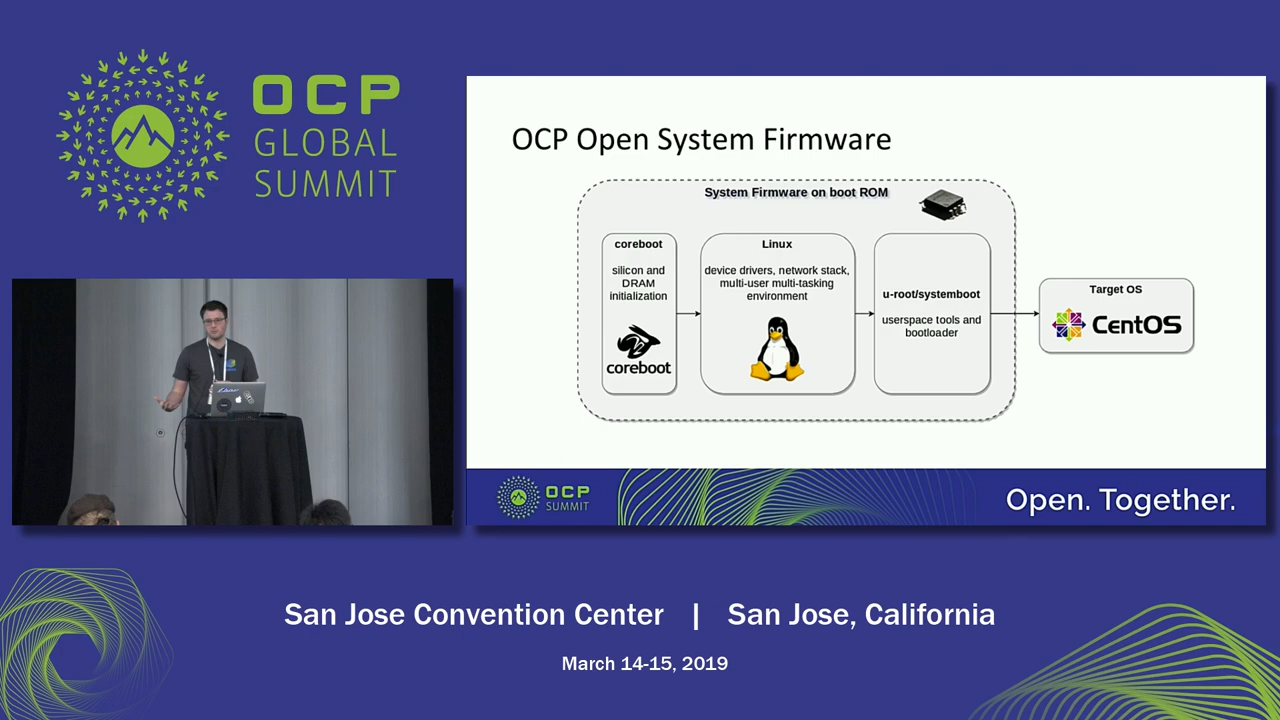 OCP
GLOBAL
SUMMIT
OCP Open System Firmware
System Firmware on boot ROM
coreboot
silicon and
DRAM
initialization
coreboot
Linux
device drivers, network stack,
multi-user multi-tasking
environment
u-root/systemboot
userspace tools and
bootloader
Target OS
CentOS
OCP
SUMMIT
Open. Together.
San Jose Convention Center | San Jose, California
March 14-15, 2019